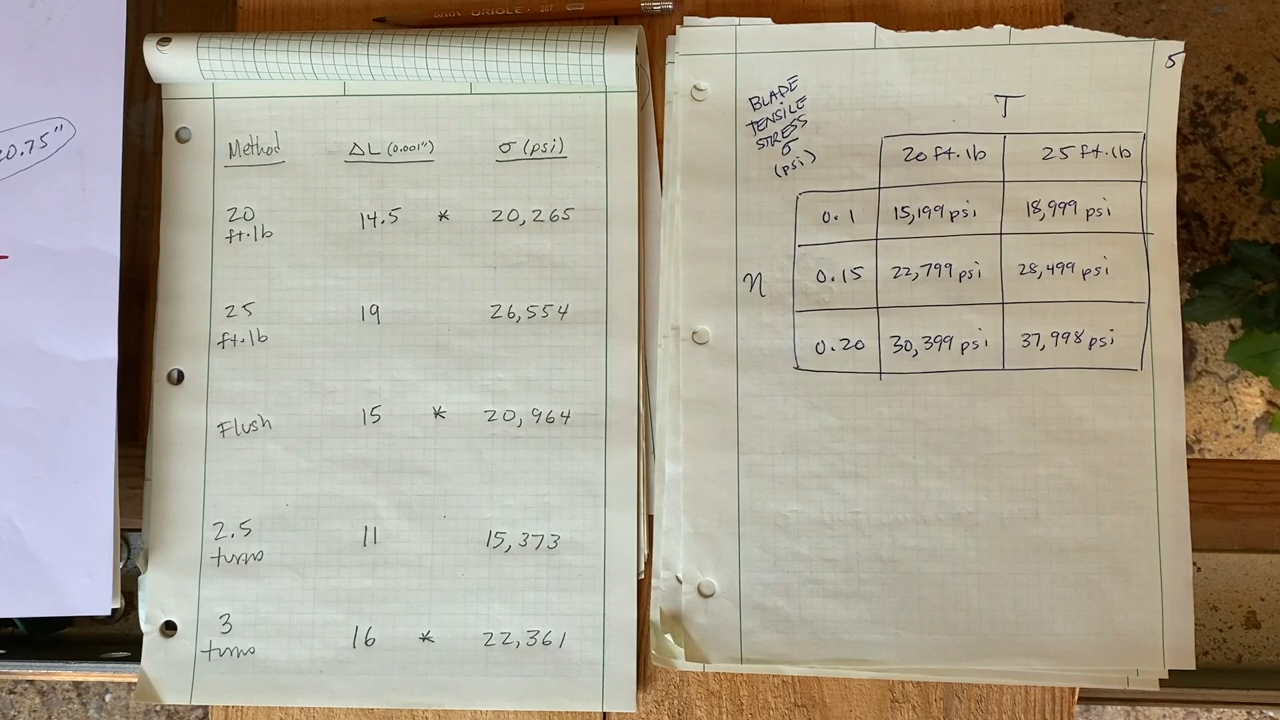 DIXON ORIOLE 287
20.75"
Method ΔL (0.001") σ (psi)
20
ft.lb
14.5 * 20,265
25
ft.lb
19 26,554
Flush 15 * 20,964
2.5
turns
11 15,373
3
turns
16 * 22,361
5
BLADE
TENSILE
STRESS
σ
(psi)
T
20 ft.lb 25 ft.lb
0.1 15,199 psi 18,999 psi
η
0.15 22,799 psi 28,499 psi
0.20 30,399 psi 37,998 psi